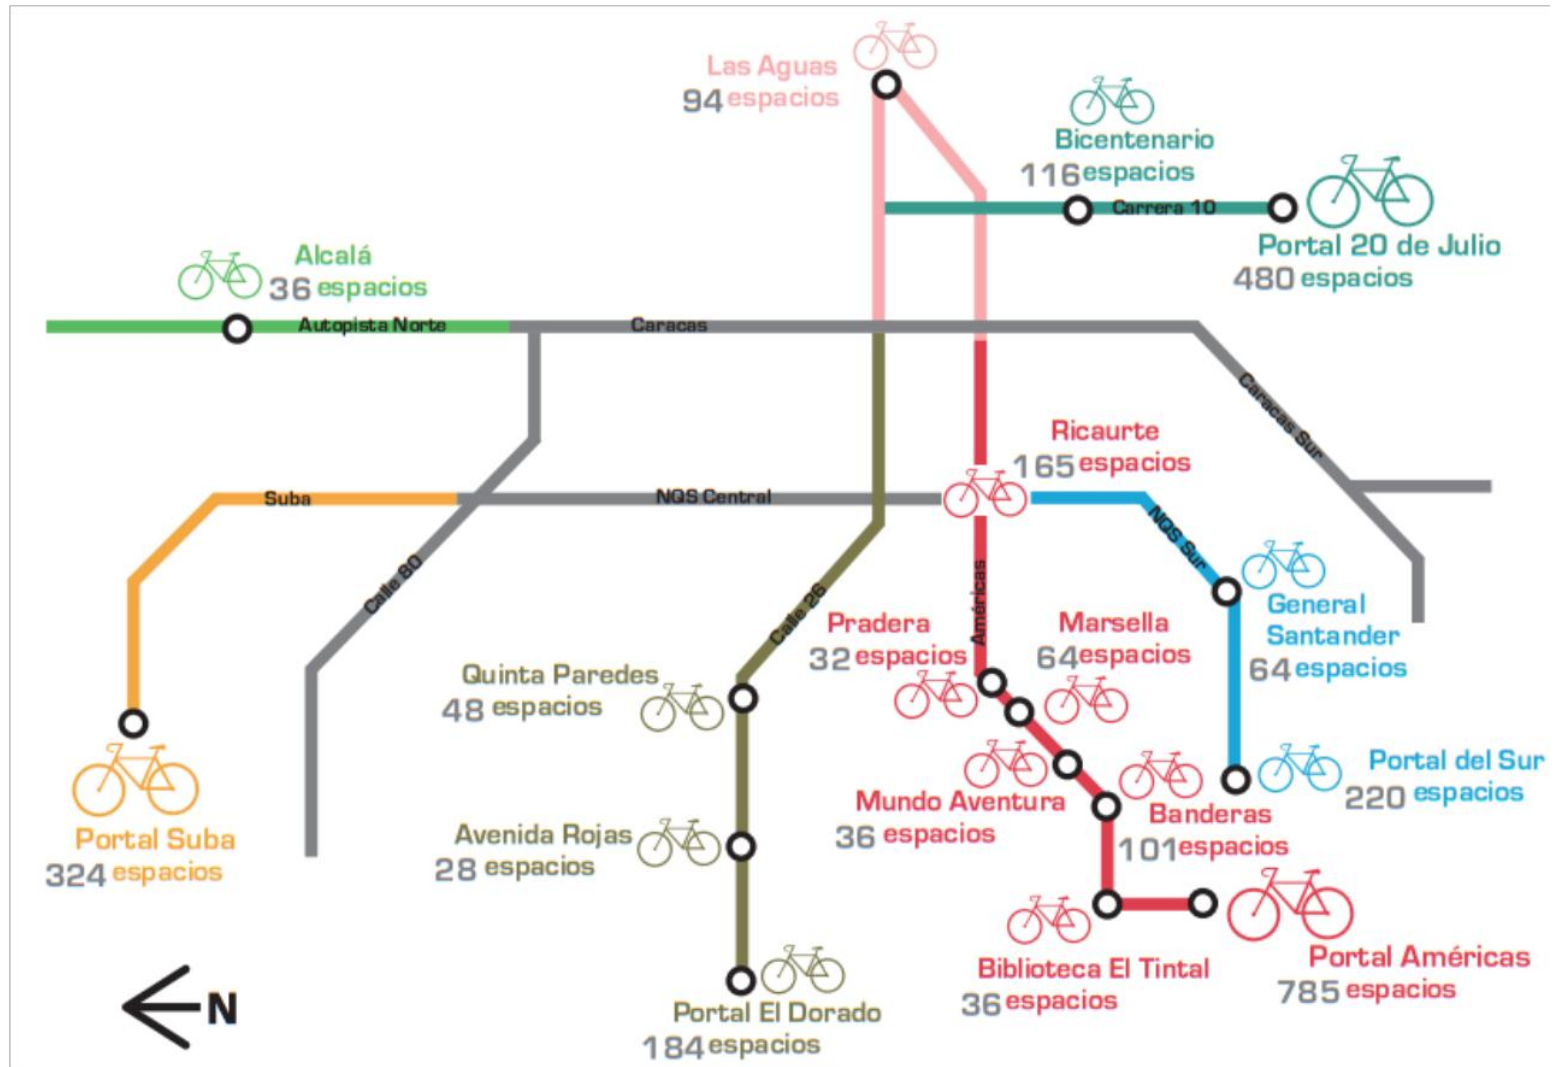 Las Aguas
94 espacios
Bicentenario
116 espacios
Carrera 10
Portal 20 de Julio
480 espacios
Alcalá
36 espacios
Autopista Norte
Caracas
Caracas Sur
Ricaurte
165 espacios
Suba
NQS Central
NQS Sur
Calle 80
Calle 26
Américas
General
Santander
64 espacios
Pradera
32 espacios
Marsella
64 espacios
Quinta Paredes
48 espacios
Mundo Aventura
36 espacios
Banderas
101 espacios
Portal del Sur
220 espacios
Portal Suba
324 espacios
Avenida Rojas
28 espacios
Biblioteca El Tintal
36 espacios
Portal Américas
785 espacios
Portal El Dorado
184 espacios
N